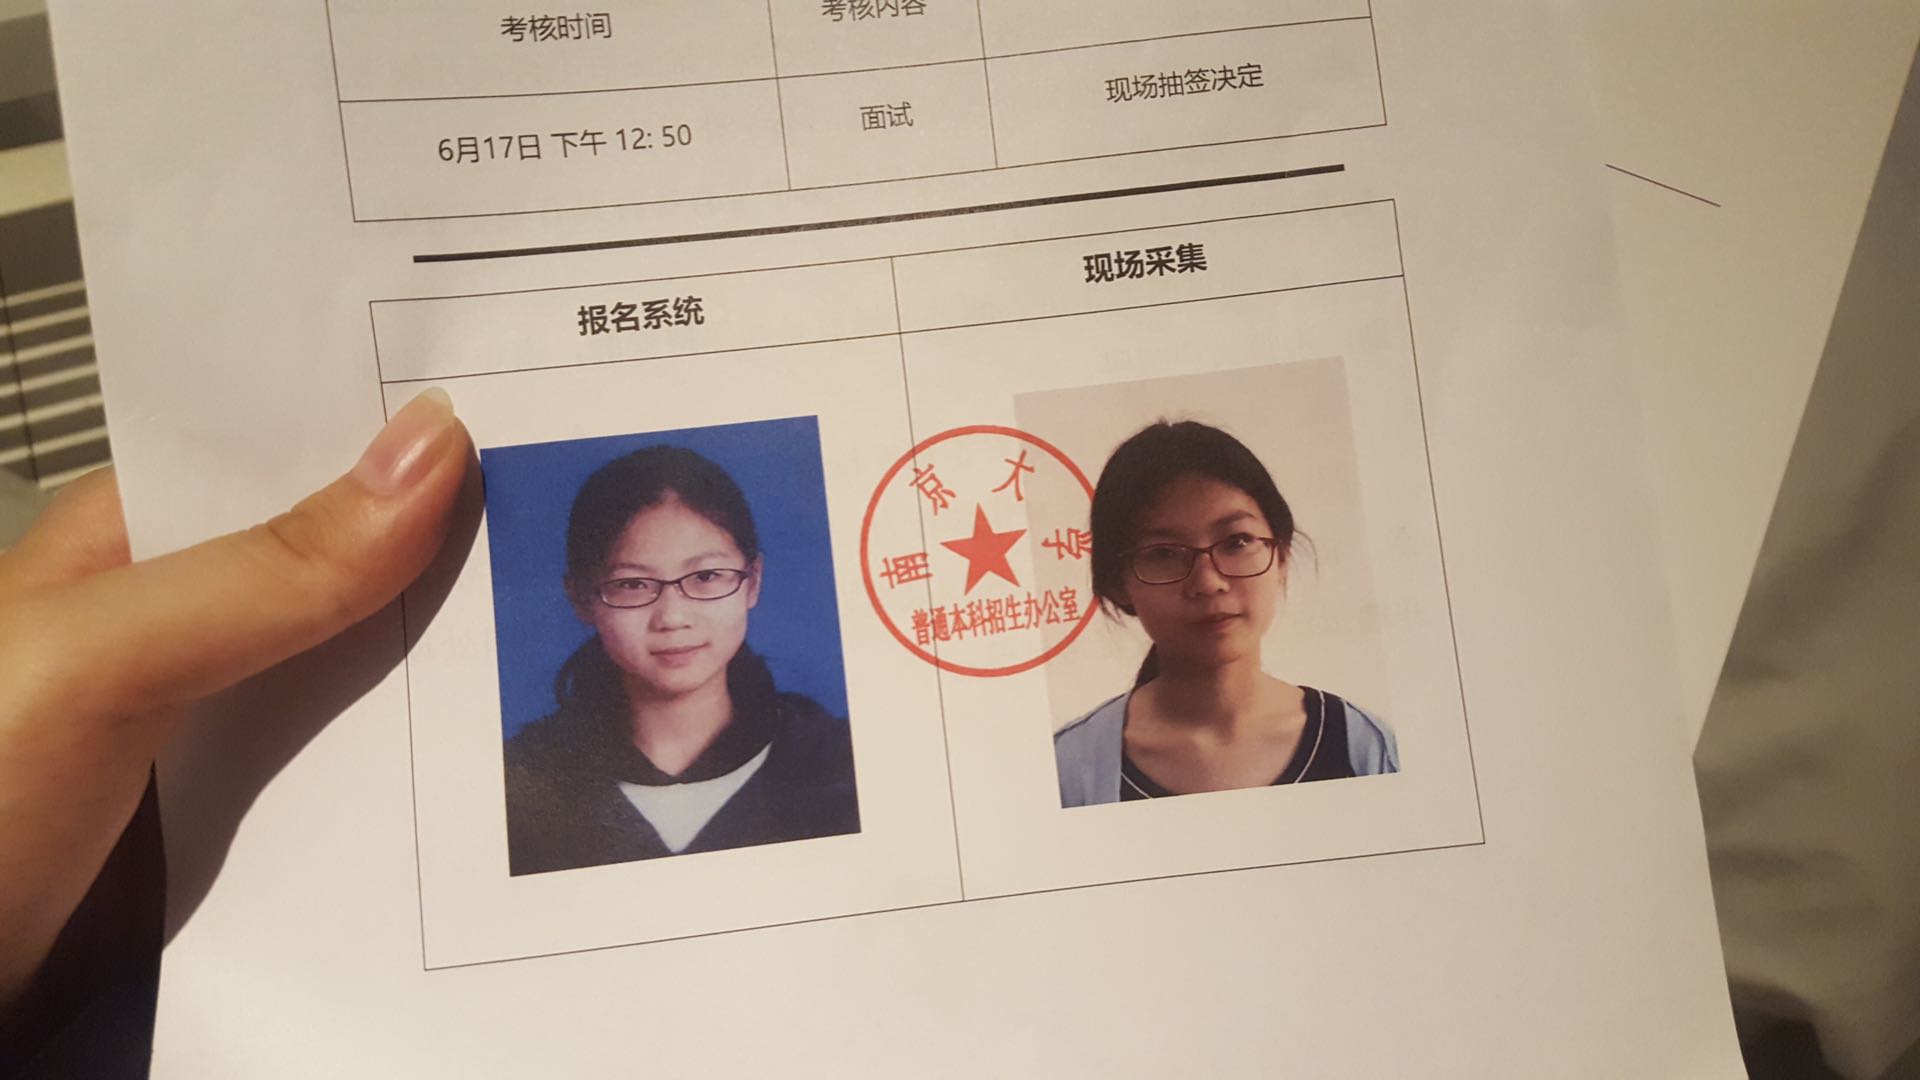 考核时间 考核内容
6月17日 下午 12: 50 面试 现场抽签决定
报名系统 现场采集
南京大学
普通本科招生办公室